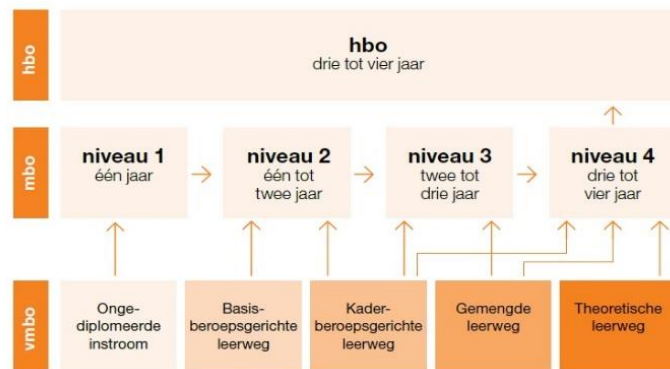 hbo
hbo
drie tot vier jaar
mbo
niveau 1
één jaar
niveau 2
één tot
twee jaar
niveau 3
twee tot
drie jaar
niveau 4
drie tot
vier jaar
vmbo
Onge-
diplomeerde
instroom
Basis-
beroepsgerichte
leerweg
Kader-
beroepsgerichte
leerweg
Gemengde
leerweg
Theoretische
leerweg